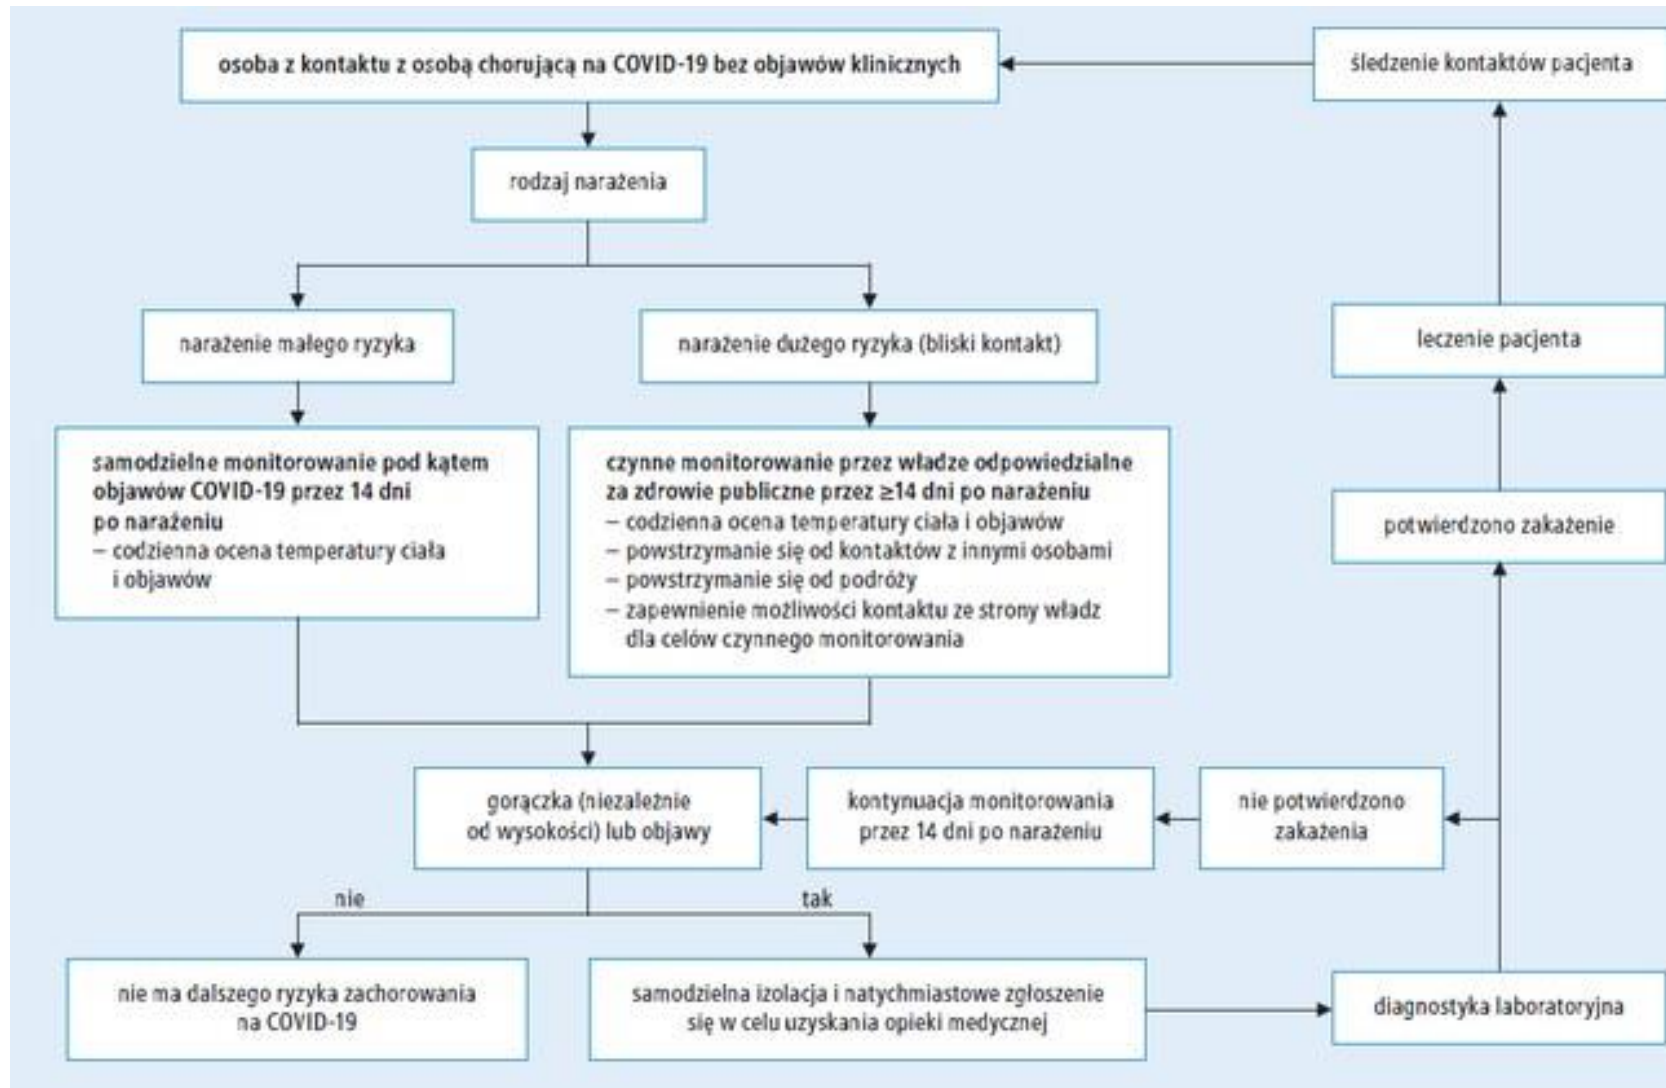 osoba z kontaktu z osobą chorującą na COVID-19 bez objawów klinicznych
śledzenie kontaktów pacjenta
rodzaj narażenia
narażenie małego ryzyka
narażenie dużego ryzyka (bliski kontakt)
leczenie pacjenta
samodzielne monitorowanie pod kątem
objawów COVID-19 przez 14 dni
po narażeniu
– codzienna ocena temperatury ciała
i objawów
czynne monitorowanie przez władze odpowiedzialne
za zdrowie publiczne przez ≥14 dni po narażeniu
– codzienna ocena temperatury ciała i objawów
– powstrzymanie się od kontaktów z innymi osobami
– powstrzymanie się od podróży
– zapewnienie możliwości kontaktu ze strony władz
dla celów czynnego monitorowania
potwierdzono zakażenie
gorączka (niezależnie
od wysokości) lub objawy
kontynuacja monitorowania
przez 14 dni po narażeniu
nie potwierdzono
zakażenia
nie
tak
nie ma dalszego ryzyka zachorowania
na COVID-19
samodzielna izolacja i natychmiastowe zgłoszenie
się w celu uzyskania opieki medycznej
diagnostyka laboratoryjna